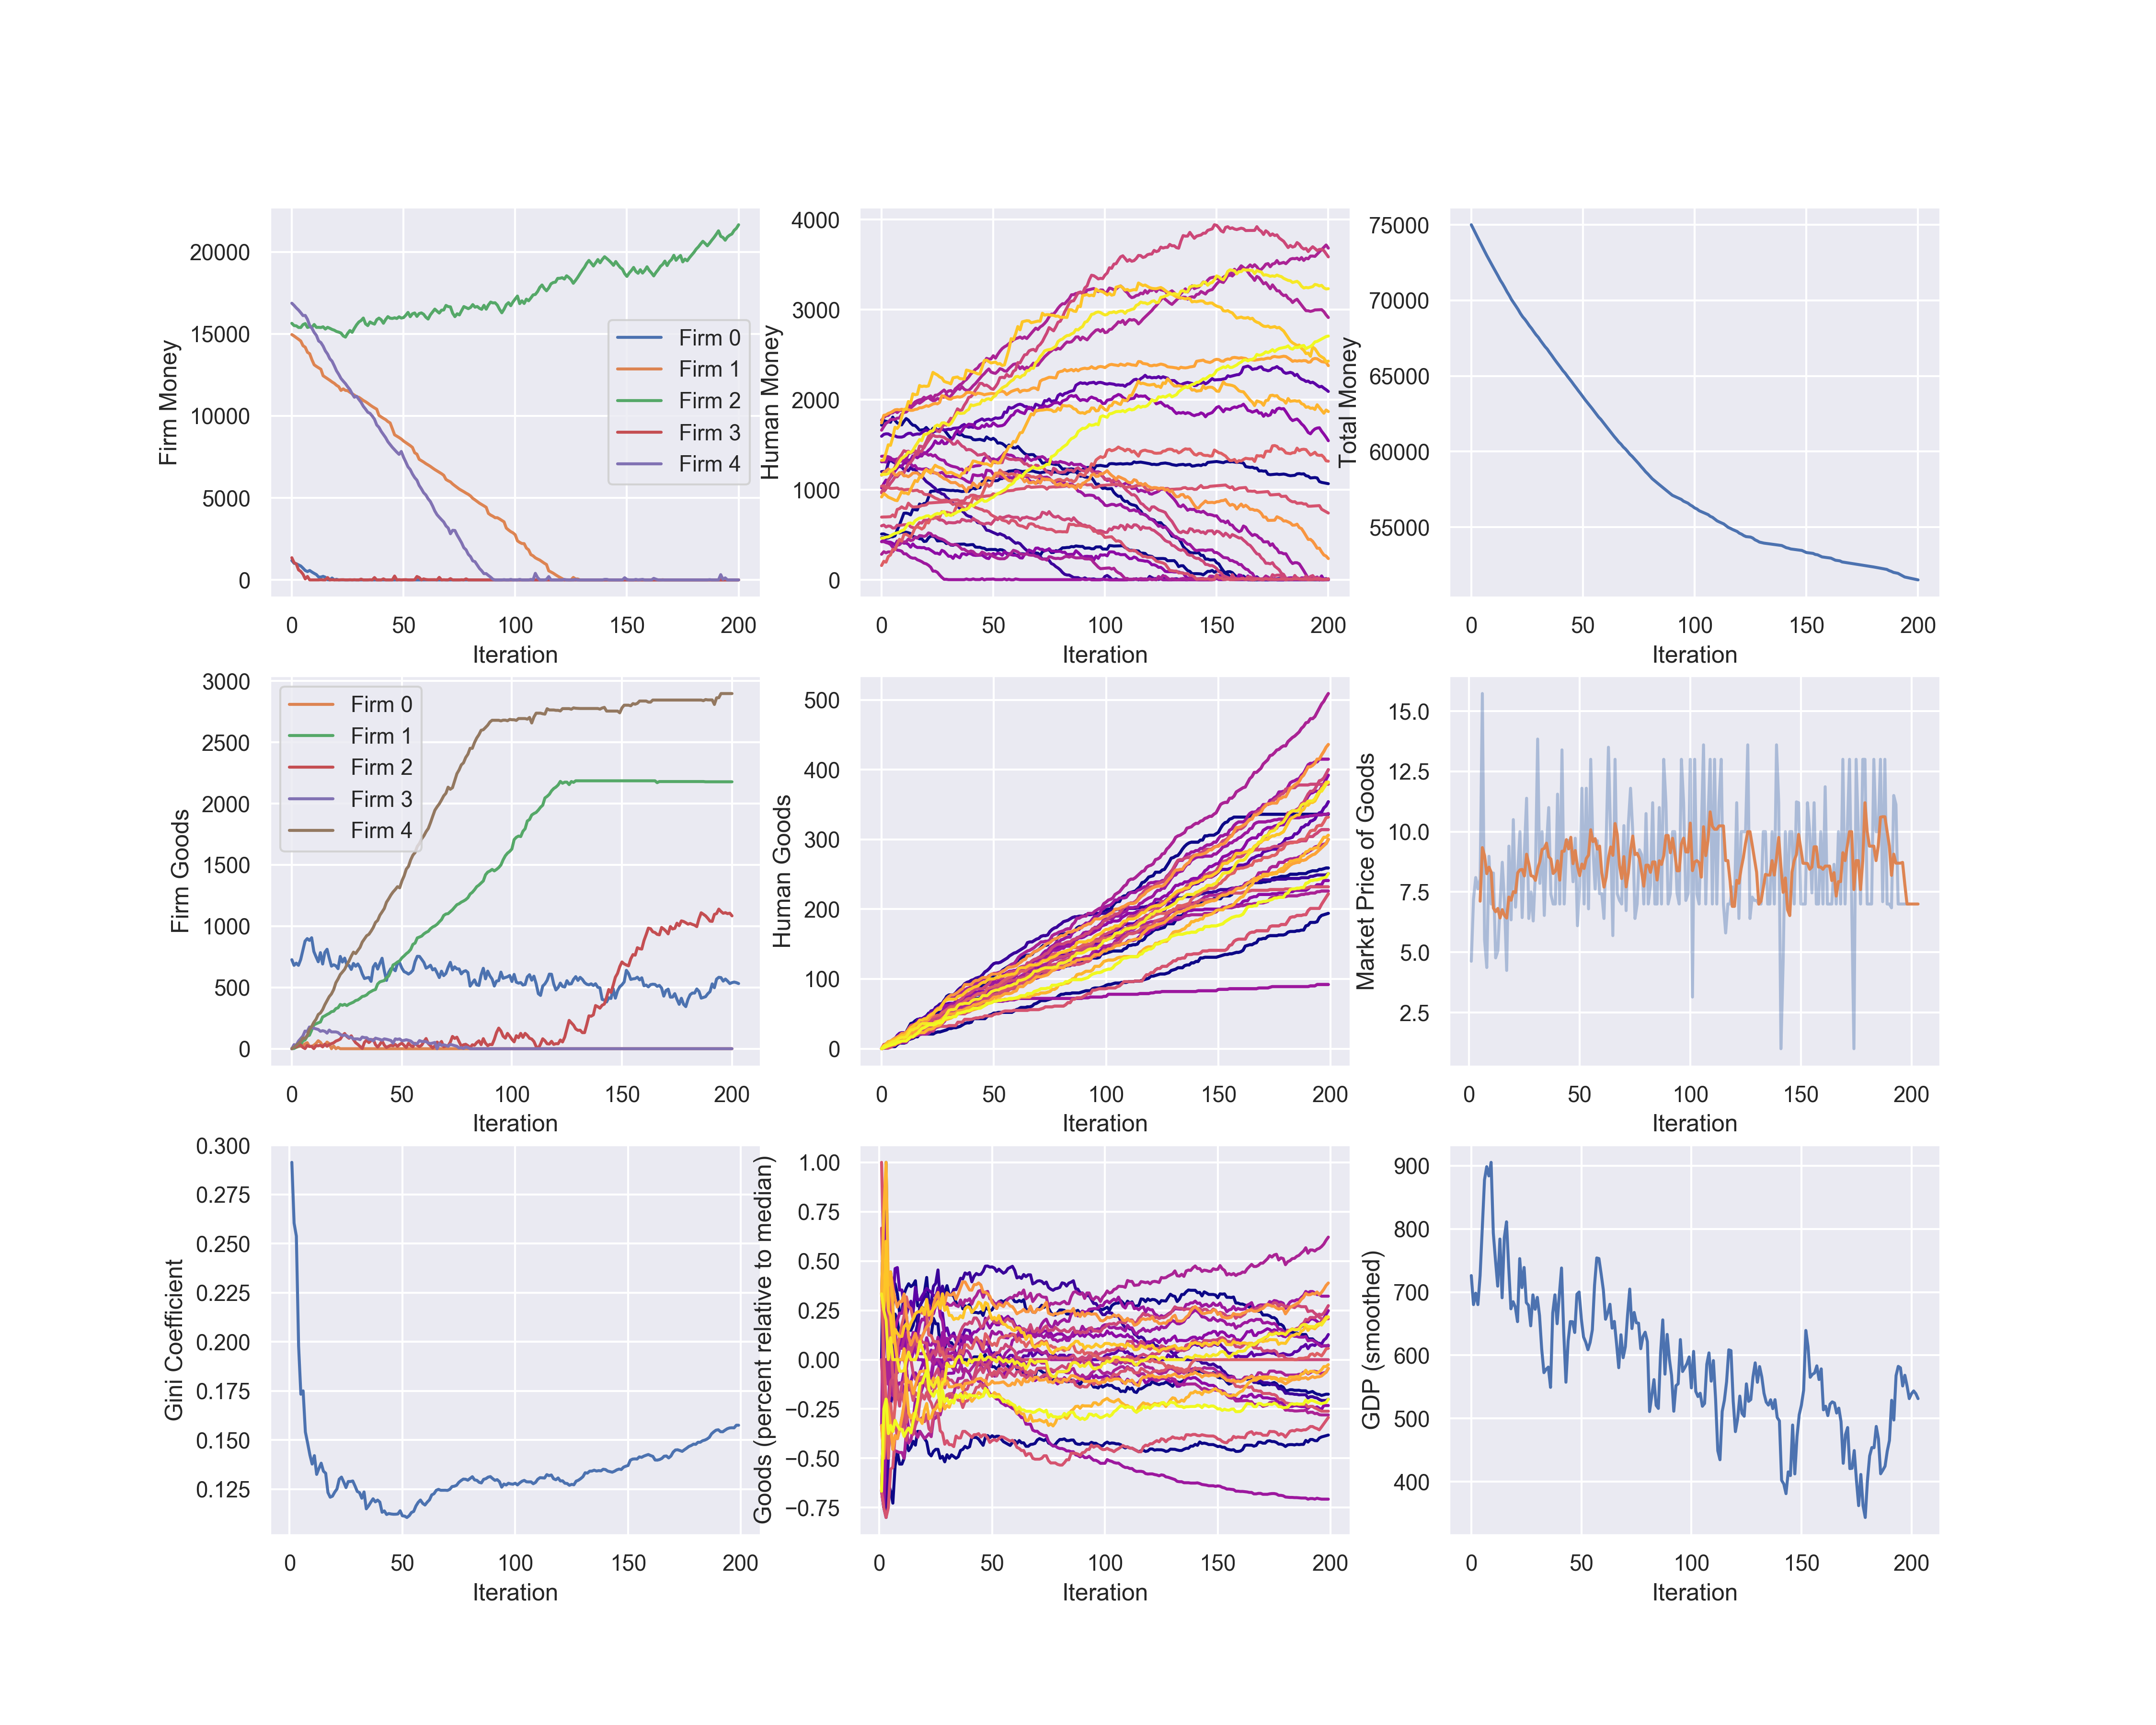 Firm Money
20000
15000
10000
5000
0
Firm 0
Firm 1
Firm 2
Firm 3
Firm 4
0 50 100 150 200
Iteration
Human Money
4000
3000
2000
1000
0
0 50 100 150 200
Iteration
Total Money
75000
70000
65000
60000
55000
0 50 100 150 200
Iteration
Firm Goods
3000
2500
2000
1500
1000
500
0
Firm 0
Firm 1
Firm 2
Firm 3
Firm 4
0 50 100 150 200
Iteration
Human Goods
500
400
300
200
100
0
0 50 100 150 200
Iteration
Market Price of Goods
15.0
12.5
10.0
7.5
5.0
2.5
0 50 100 150 200
Iteration
Gini Coefficient
0.300
0.275
0.250
0.225
0.200
0.175
0.150
0.125
0 50 100 150 200
Iteration
Goods (percent relative to median)
1.00
0.75
0.50
0.25
0.00
−0.25
−0.50
−0.75
0 50 100 150 200
Iteration
GDP (smoothed)
900
800
700
600
500
400
0 50 100 150 200
Iteration